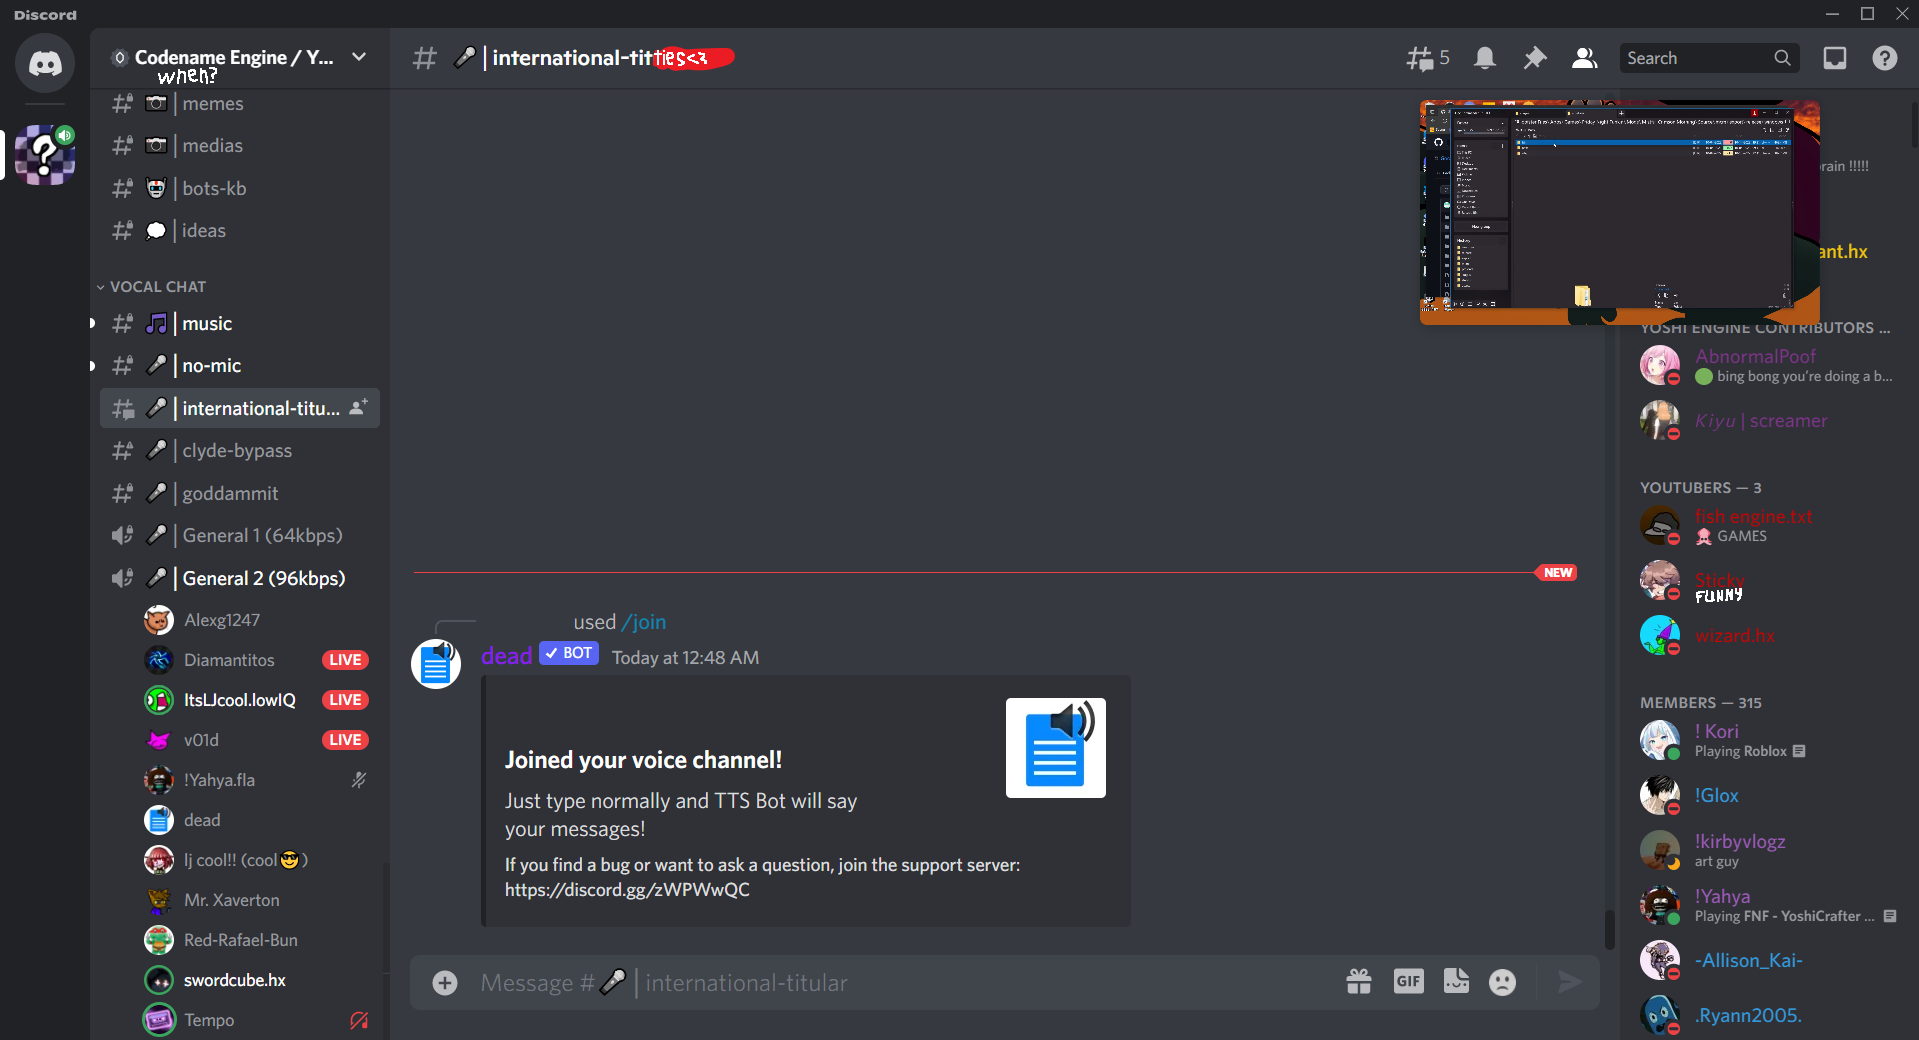 Discord
Codename Engine / Y...
when?
memes
medias
bots-kb
ideas
VOCAL CHAT
music
no-mic
international-titu...
clyde-bypass
goddammit
General 1 (64kbps)
General 2 (96kbps)
Alexg1247
Diamantitos LIVE
ItsLJcool.lowIQ LIVE
v01d LIVE
!Yahya.fla
dead
lj cool!! (cool😎)
Mr. Xaverton
Red-Rafael-Bun
swordcube.hx
Tempo
# 🎤 | international-titties<3
5
Search
NEW
used /join
dead ✓ BOT Today at 12:48 AM
Joined your voice channel!
Just type normally and TTS Bot will say
your messages!
If you find a bug or want to ask a question, join the support server:
https://discord.gg/zWPWwQC
Message #🎤 | international-titular
GIF
rain !!!!!
ant.hx
YOSHI ENGINE CONTRIBUTORS ...
AbnormalPoof
bing bong you're doing a b...
Kiyu | screamer
YOUTUBERS — 3
fish engine.txt
GAMES
Sticky
FUNNY
wizard.hx
MEMBERS — 315
! Kori
Playing Roblox
!Glox
!kirbyvlogz
art guy
!Yahya
Playing FNF - YoshiCrafter ...
-Allison_Kai-
.Ryann2005.